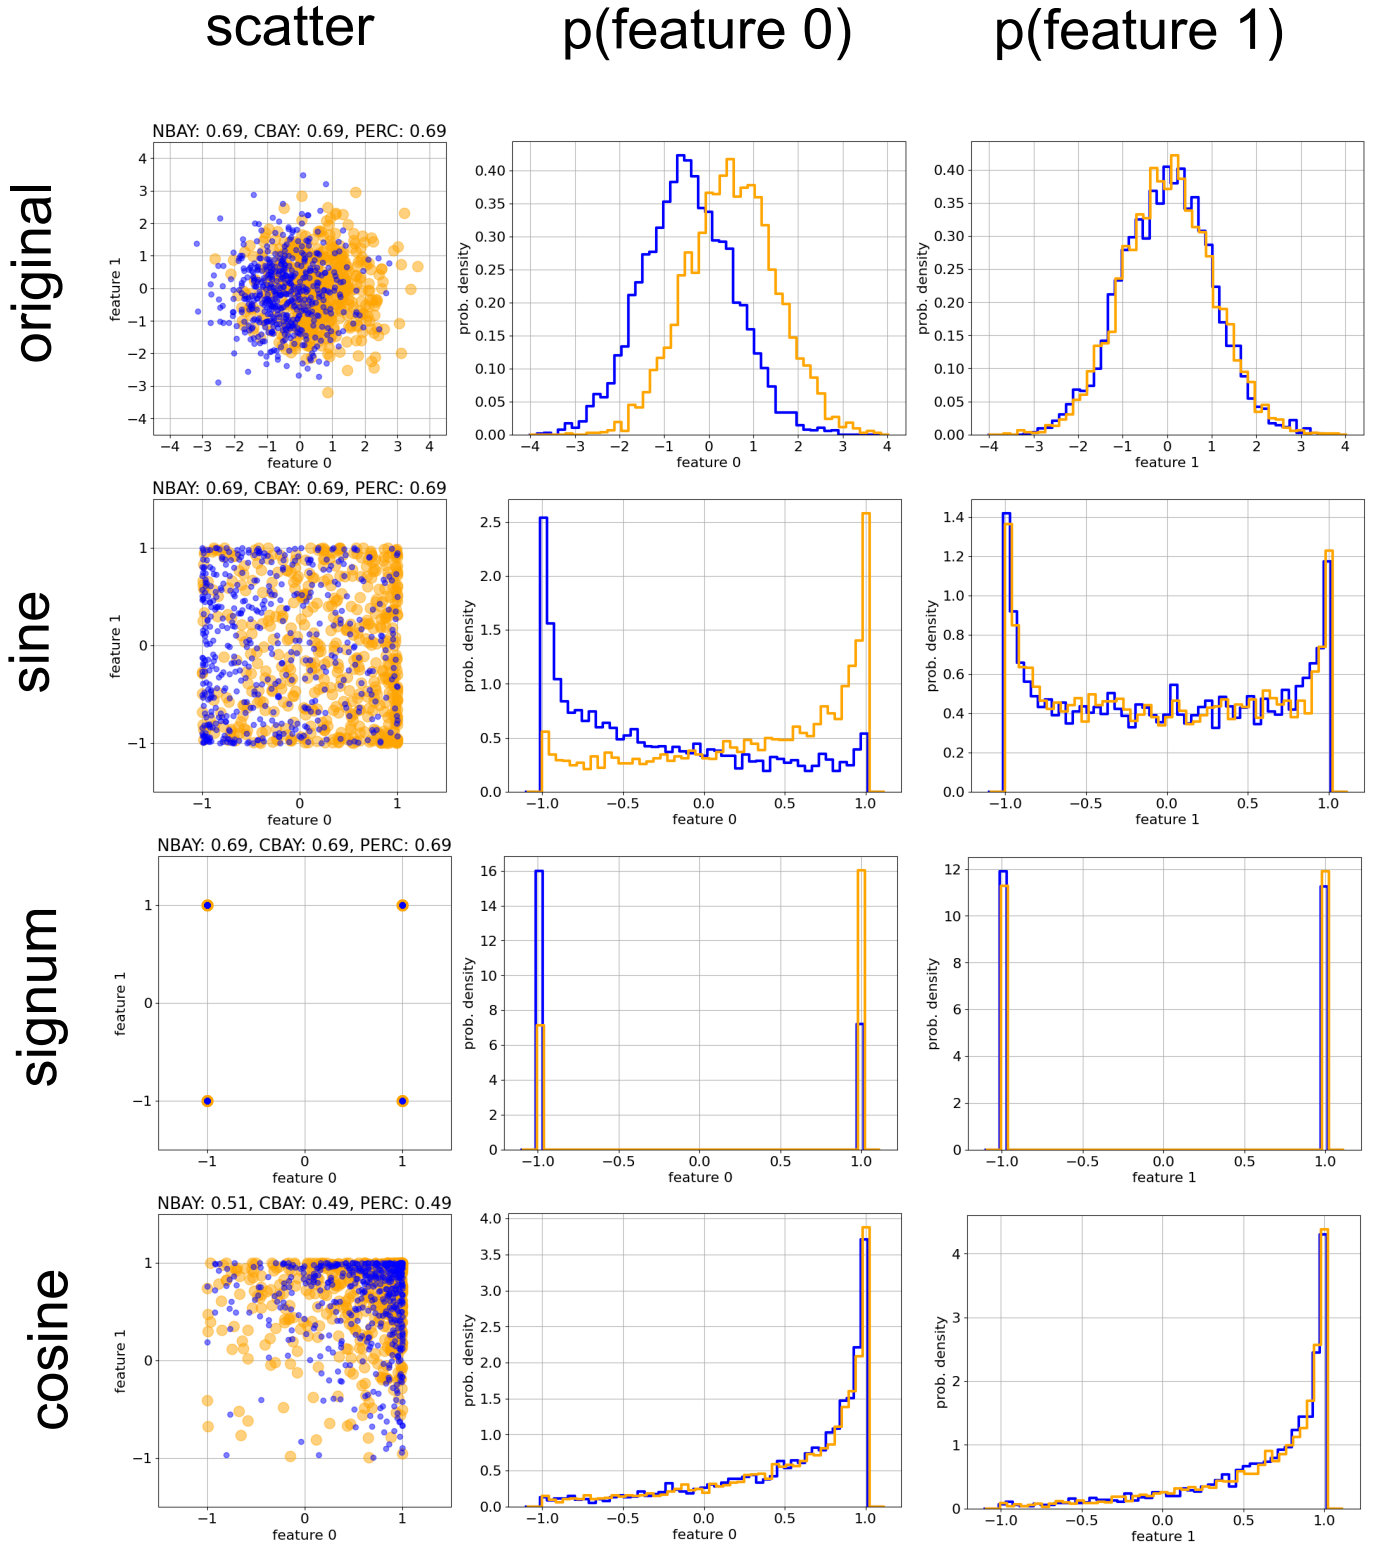 scatter
p(feature 0)
p(feature 1)
original
NBAY: 0.69, CBAY: 0.69, PERC: 0.69
feature 1
4
3
2
1
0
−1
−2
−3
−4
−4 −3 −2 −1 0 1 2 3 4
feature 0
prob. density
0.40
0.35
0.30
0.25
0.20
0.15
0.10
0.05
0.00
−4 −3 −2 −1 0 1 2 3 4
feature 0
prob. density
0.40
0.35
0.30
0.25
0.20
0.15
0.10
0.05
0.00
−4 −3 −2 −1 0 1 2 3 4
feature 1
sine
NBAY: 0.69, CBAY: 0.69, PERC: 0.69
feature 1
1
0
−1
−1 0 1
feature 0
prob. density
2.5
2.0
1.5
1.0
0.5
0.0
−1.0 −0.5 0.0 0.5 1.0
feature 0
prob. density
1.4
1.2
1.0
0.8
0.6
0.4
0.2
0.0
−1.0 −0.5 0.0 0.5 1.0
feature 1
signum
NBAY: 0.69, CBAY: 0.69, PERC: 0.69
feature 1
1
0
−1
−1 0 1
feature 0
prob. density
16
14
12
10
8
6
4
2
0
−1.0 −0.5 0.0 0.5 1.0
feature 0
prob. density
12
10
8
6
4
2
0
−1.0 −0.5 0.0 0.5 1.0
feature 1
cosine
NBAY: 0.51, CBAY: 0.49, PERC: 0.49
feature 1
1
0
−1
−1 0 1
feature 0
prob. density
4.0
3.5
3.0
2.5
2.0
1.5
1.0
0.5
0.0
−1.0 −0.5 0.0 0.5 1.0
feature 0
prob. density
4
3
2
1
0
−1.0 −0.5 0.0 0.5 1.0
feature 1